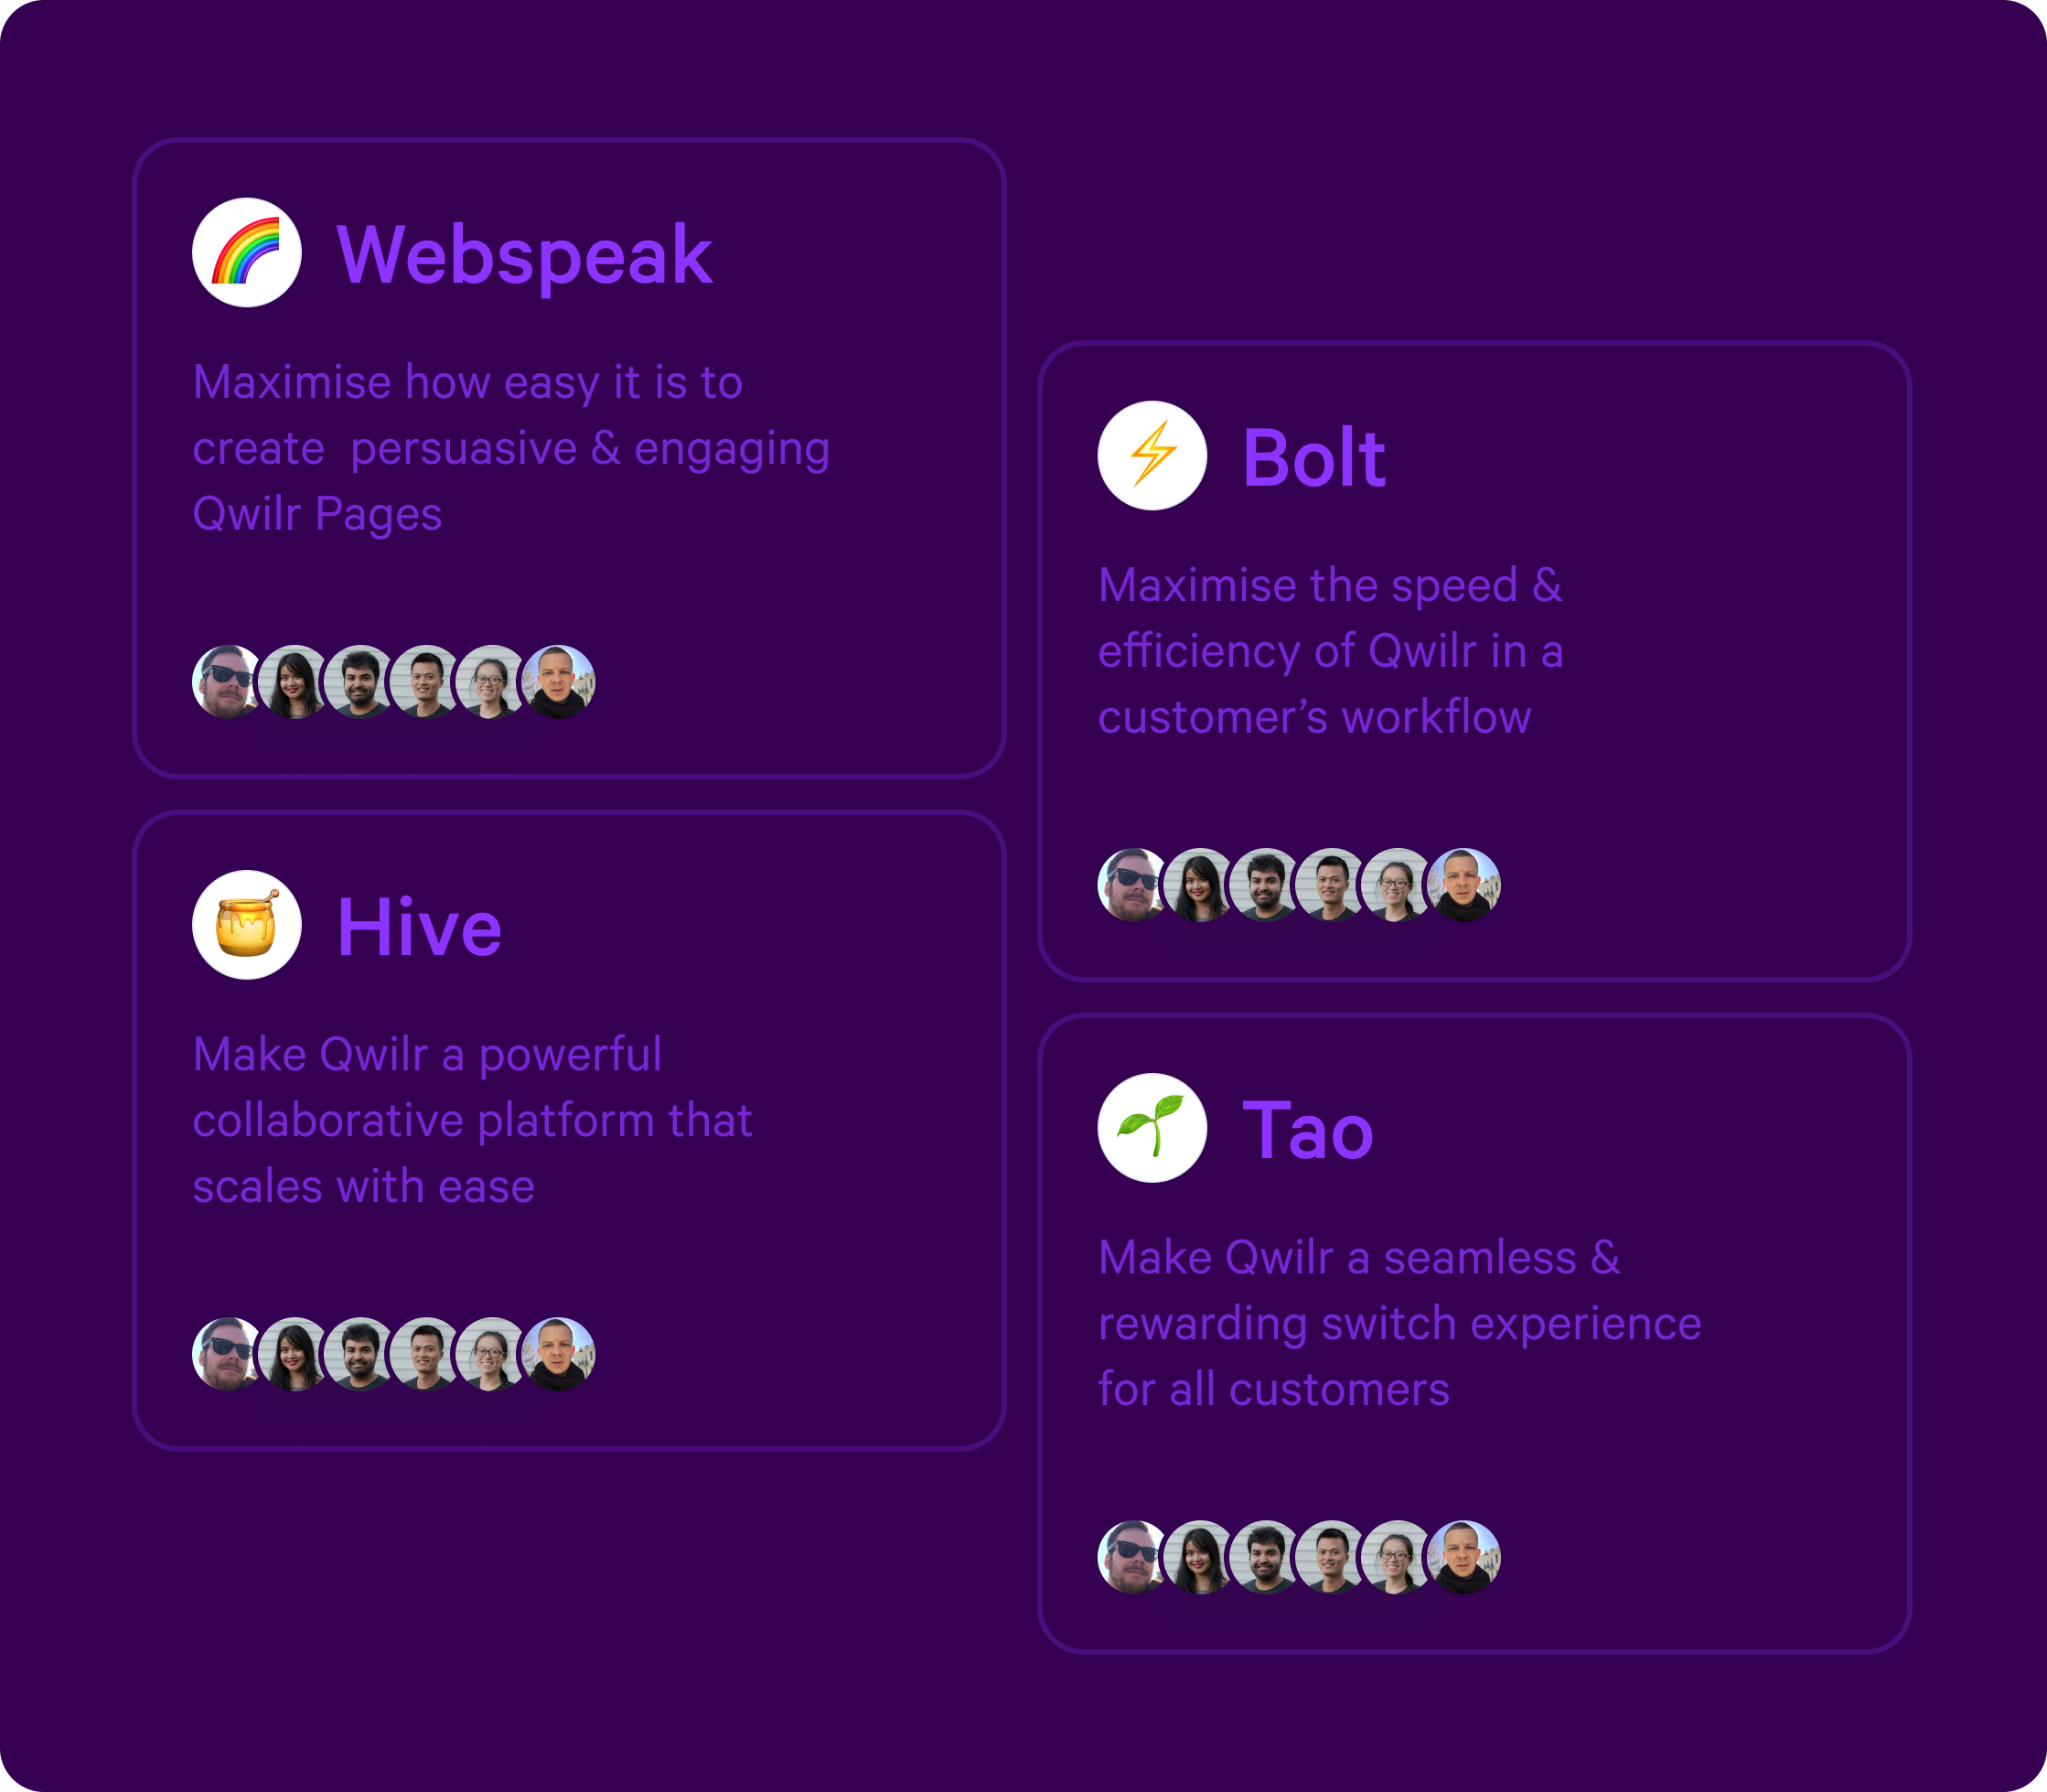 Webspeak
Maximise how easy it is to
create  persuasive & engaging
Qwilr Pages
Bolt
Maximise the speed &
efficiency of Qwilr in a
customer’s workflow
Hive
Make Qwilr a powerful
collaborative platform that
scales with ease
Tao
Make Qwilr a seamless &
rewarding switch experience
for all customers